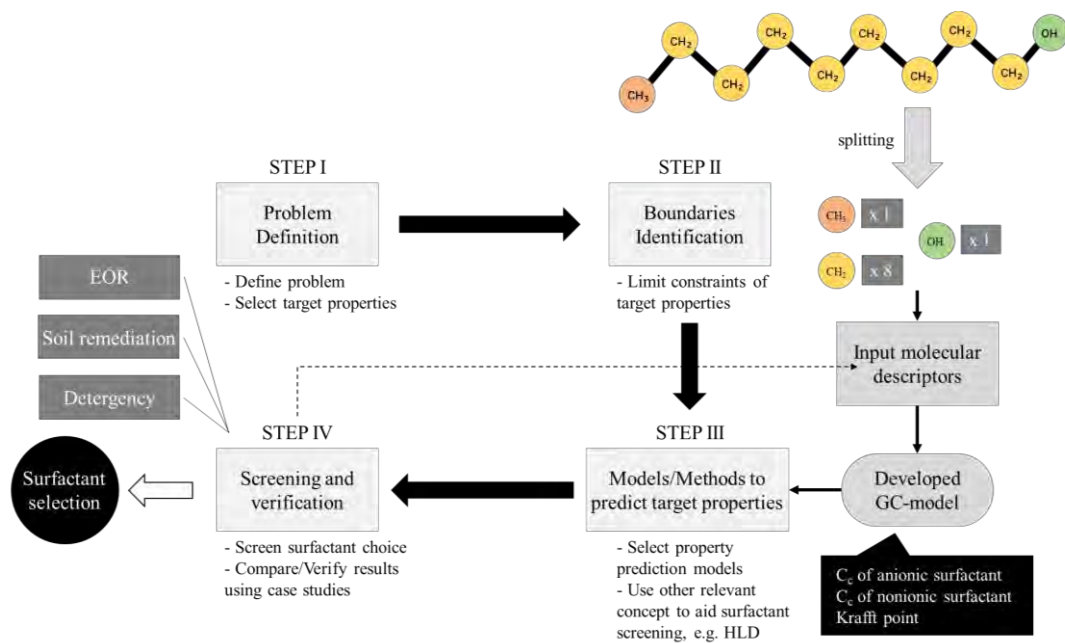 CH₃
CH₂
CH₂
CH₂
CH₂
CH₂
CH₂
CH₂
CH₂
OH
splitting
CH₃
x 1
OH
x 1
CH₂
x 8
STEP I
Problem
Definition
- Define problem
- Select target properties
STEP II
Boundaries
Identification
- Limit constraints of
target properties
Input molecular
descriptors
Developed
GC-model
C꜀ of anionic surfactant
C꜀ of nonionic surfactant
Krafft point
STEP III
Models/Methods to
predict target properties
- Select property
prediction models
- Use other relevant
concept to aid surfactant
screening, e.g. HLD
EOR
Soil remediation
Detergency
STEP IV
Screening and
verification
- Screen surfactant choice
- Compare/Verify results
using case studies
Surfactant
selection